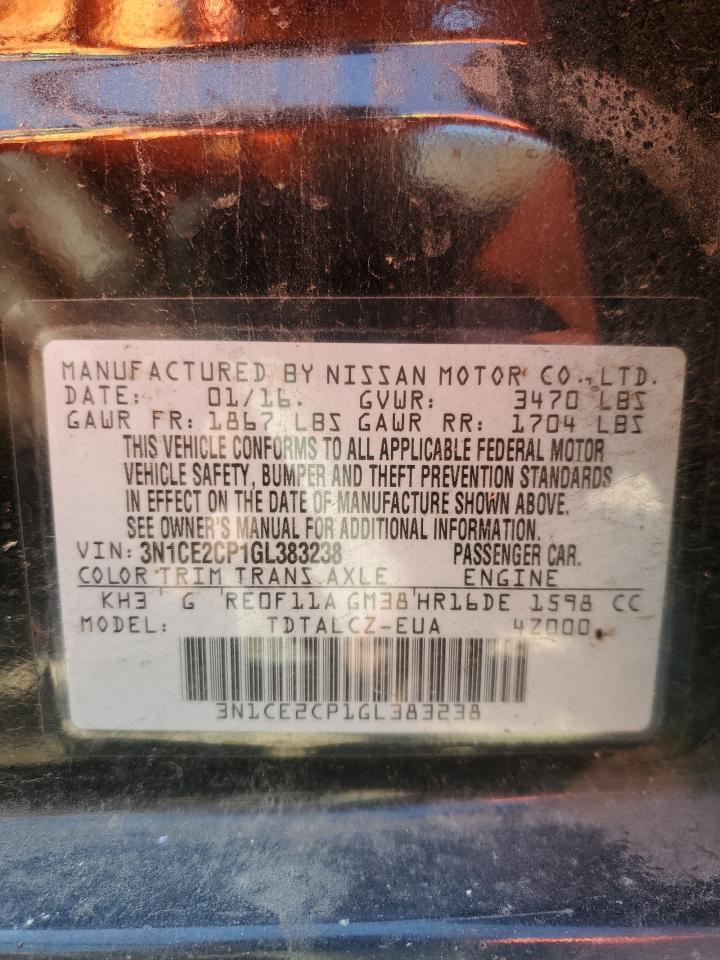 MANUFACTURED BY NISSAN MOTOR CO., LTD.
DATE: 01/16. GVWR: 3470 LBS
GAWR FR: 1867 LBS GAWR RR: 1704 LBS
THIS VEHICLE CONFORMS TO ALL APPLICABLE FEDERAL MOTOR
VEHICLE SAFETY, BUMPER AND THEFT PREVENTION STANDARDS
IN EFFECT ON THE DATE OF MANUFACTURE SHOWN ABOVE.
SEE OWNER'S MANUAL FOR ADDITIONAL INFORMATION.
VIN: 3N1CE2CP1GL383238 PASSENGER CAR.
COLOR TRIM TRANS AXLE ENGINE
KH3 G RE0F11A GM38 HR16DE 1598 CC
MODEL: TDTALCZ-EUA 4Z000
3N1CE2CP1GL383238